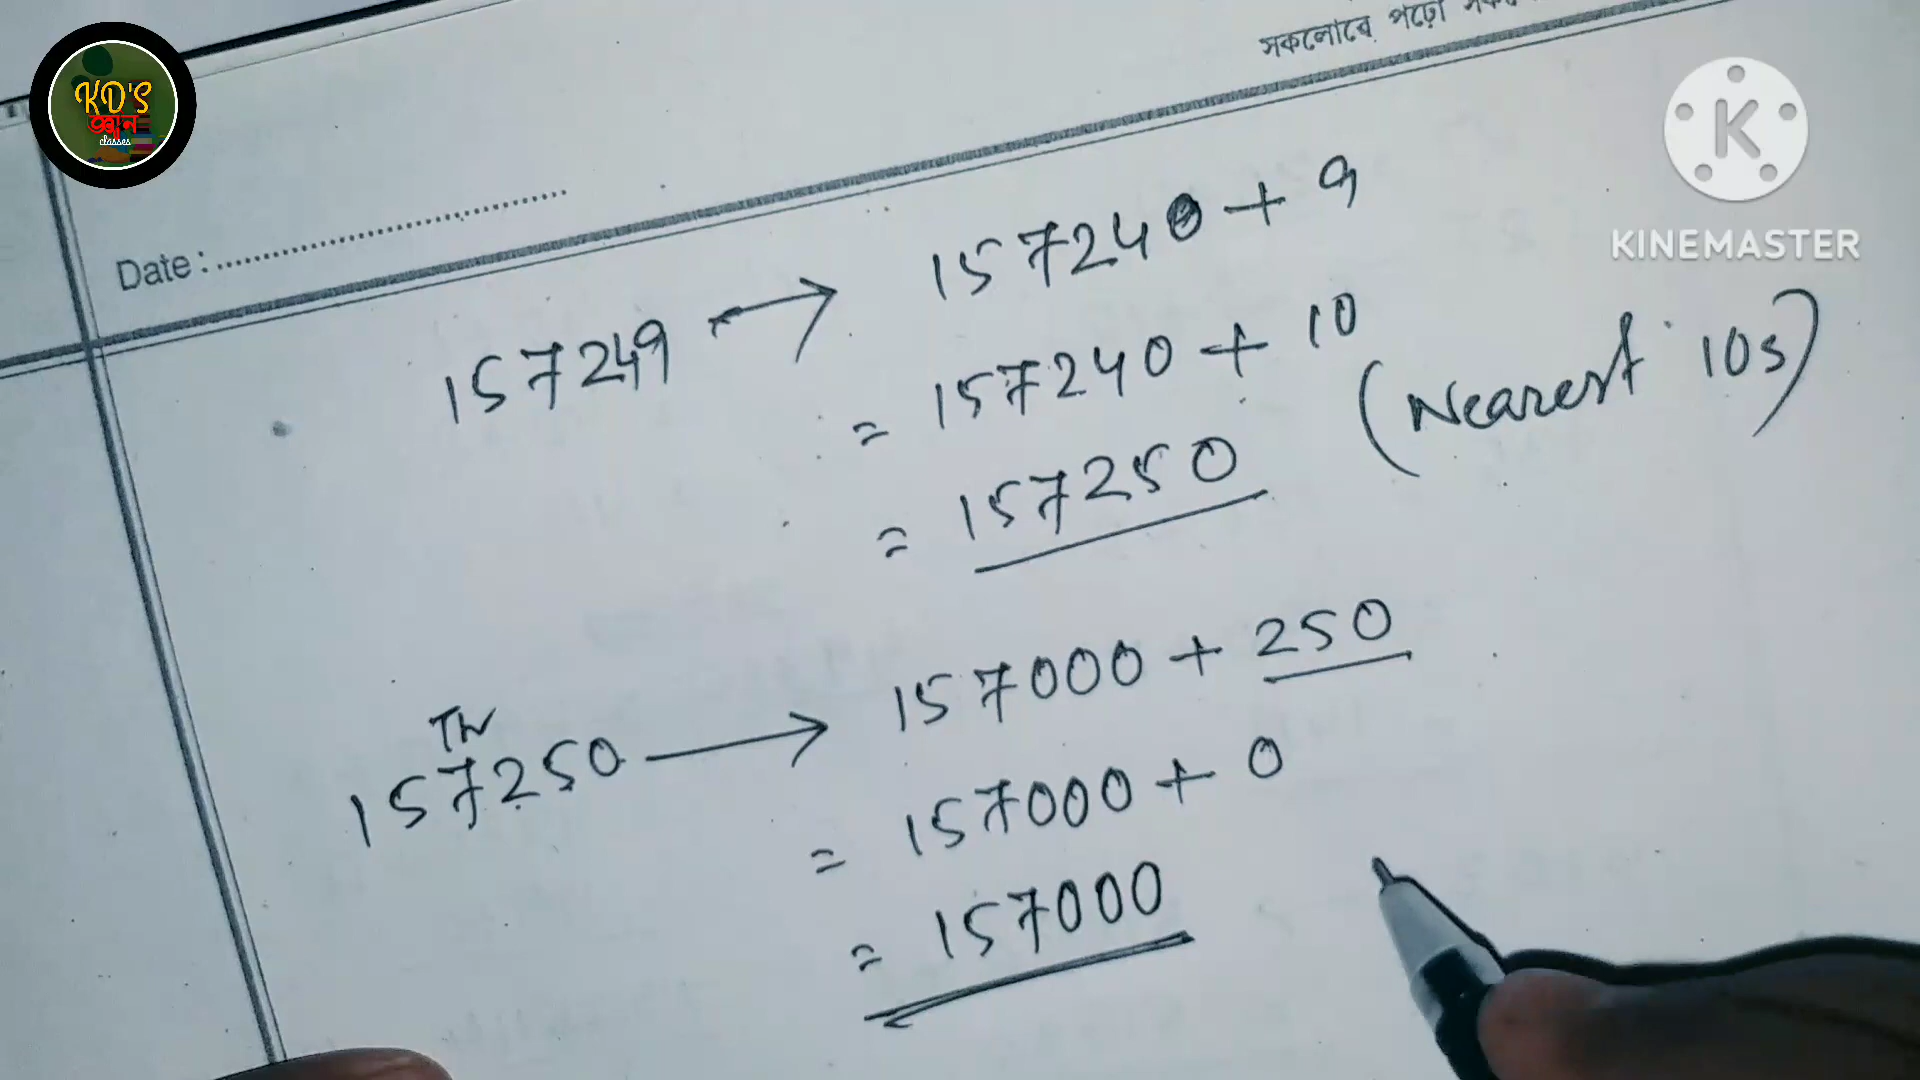 সকলোৱে পঢ়োঁ
KD'S
জ্ঞান
classes
KINEMASTER
Date:
157249 → 157240 + 9
= 157240 + 10 (Nearest 10s)
= 157250
Th
157250 → 157000 + 250
= 157000 + 0
= 157000